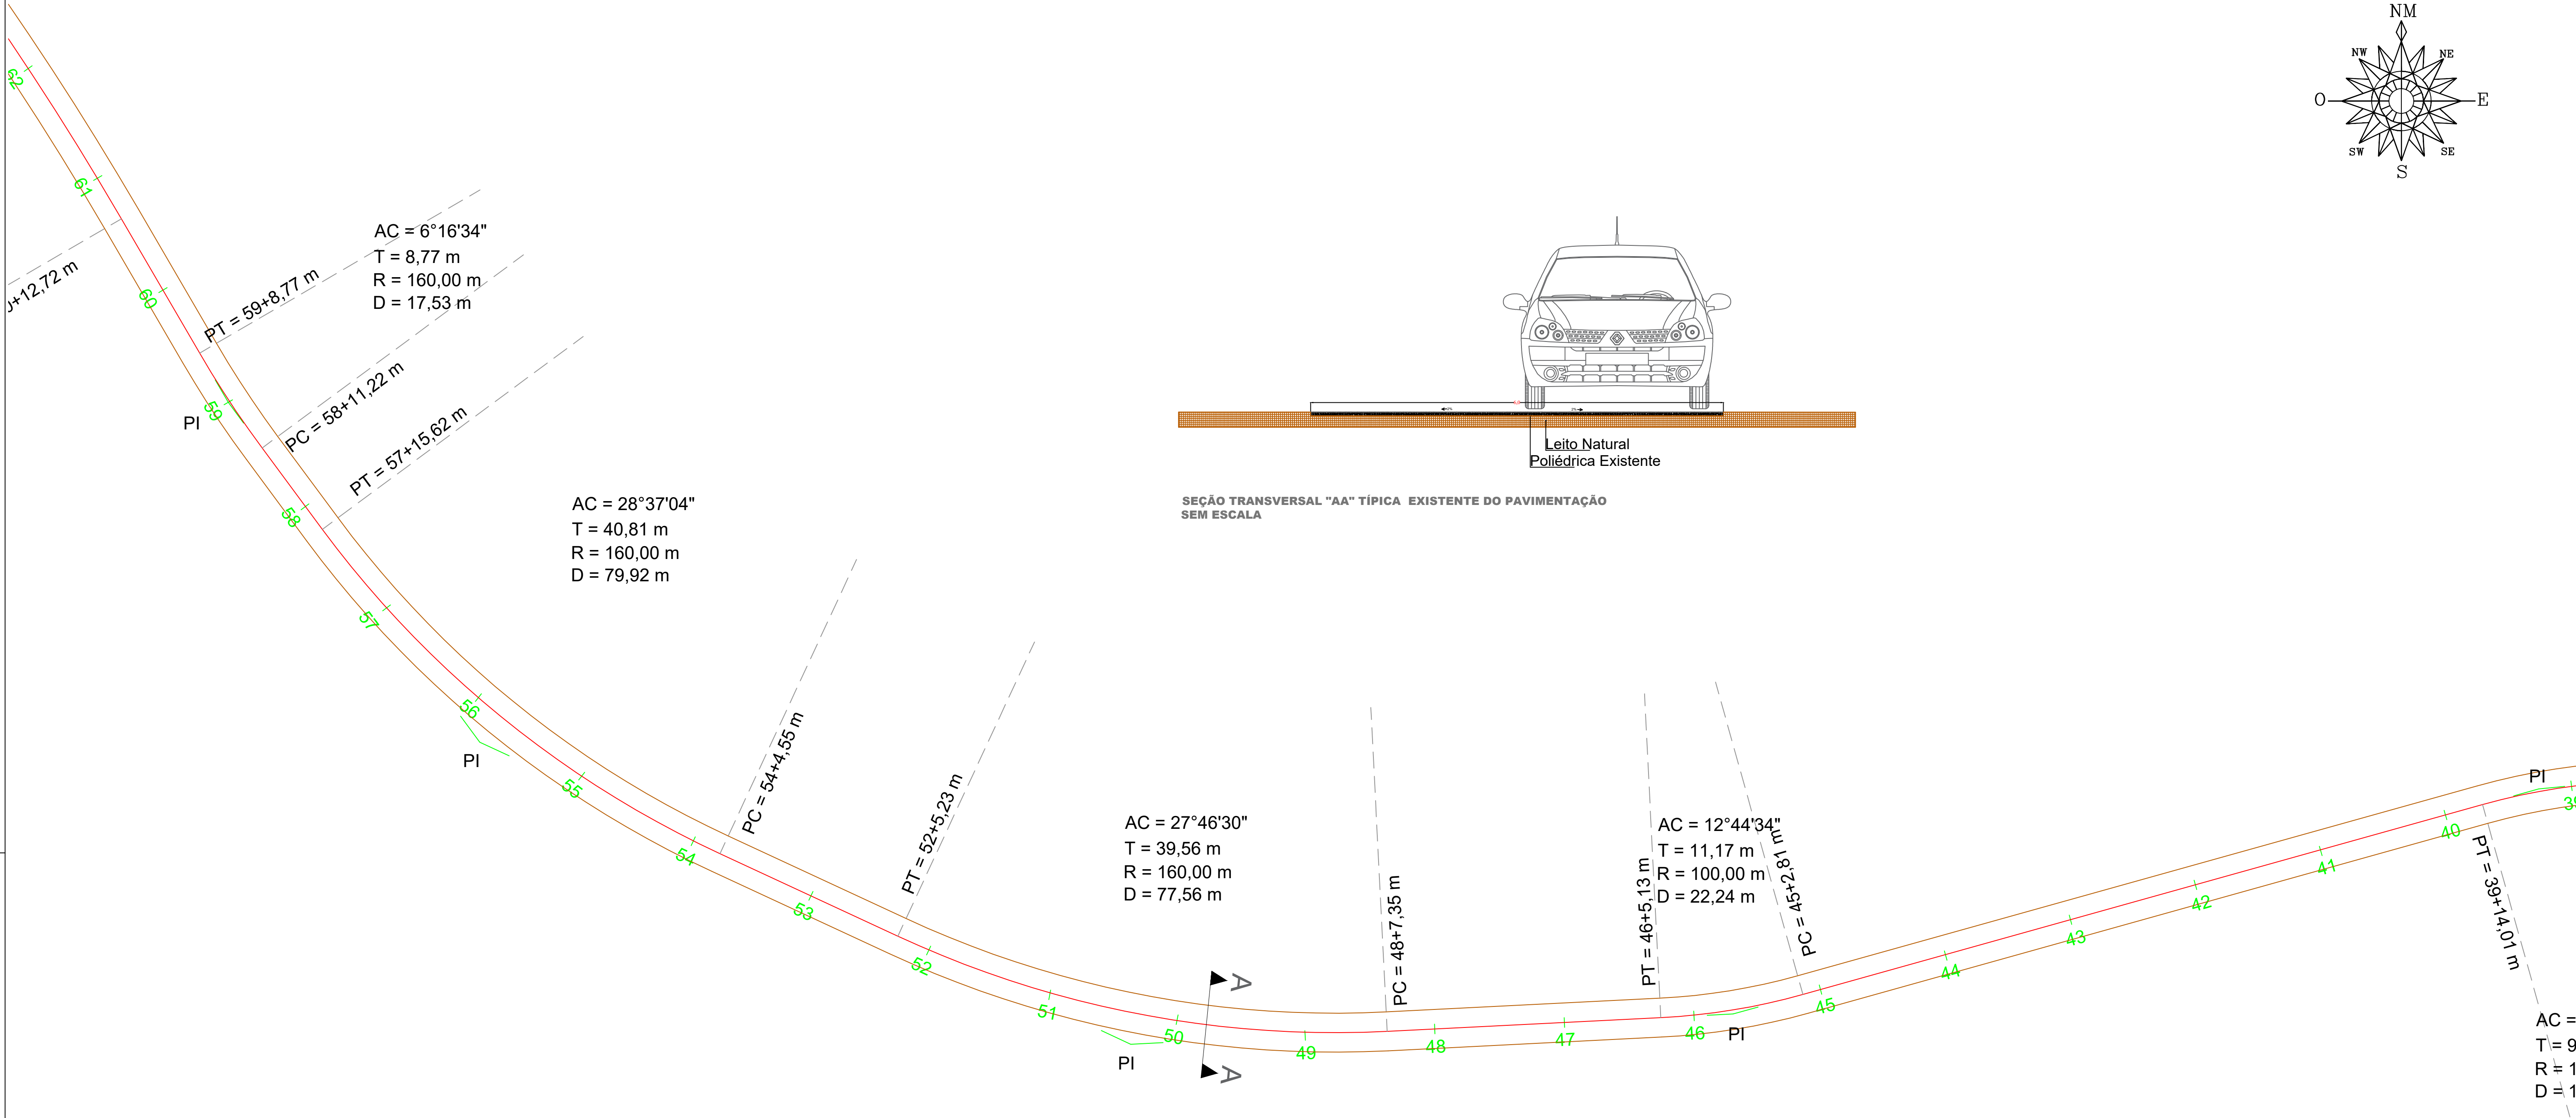 NM
NW
NE
O
E
SW
SE
S
62
61
60
59
58
57
56
55
54
53
52
51
50
49
48
47
46
45
44
43
42
41
40
+12,72 m
PT = 59+8,77 m
AC = 6°16'34"
T = 8,77 m
R = 160,00 m
D = 17,53 m
PI
PC = 58+11,22 m
PT = 57+15,62 m
AC = 28°37'04"
T = 40,81 m
R = 160,00 m
D = 79,92 m
PI
PC = 54+4,55 m
PT = 52+5,23 m
AC = 27°46'30"
T = 39,56 m
R = 160,00 m
D = 77,56 m
PI
A
A
PC = 48+7,35 m
PT = 46+5,13 m
AC = 12°44'34"
T = 11,17 m
R = 100,00 m
D = 22,24 m
PI
PC = 45+2,81 m
PI
PT = 39+14,01 m
AC =
T = 9
R = 1
D = 1
Leito Natural
Poliédrica Existente
SEÇÃO TRANSVERSAL "AA" TÍPICA EXISTENTE DO PAVIMENTAÇÃO
SEM ESCALA